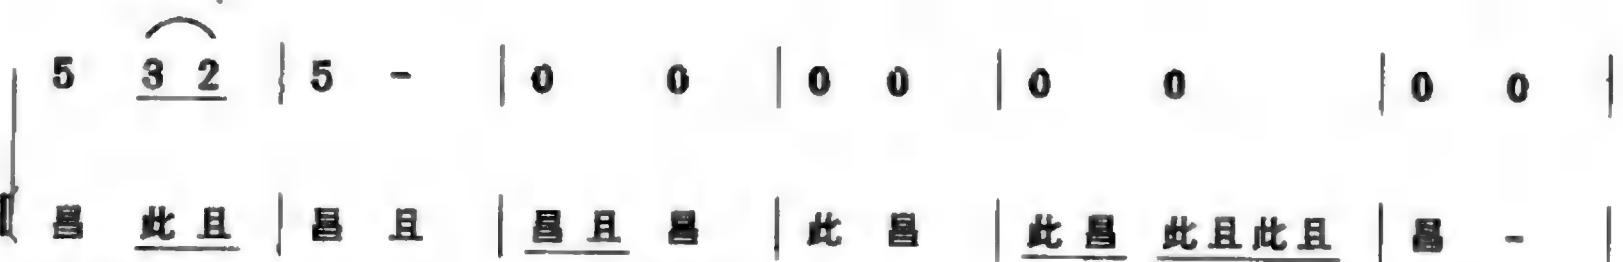 5 3 2 | 5 - | 0 0 | 0 0 | 0 0 | 0 0 |
昌 此且 | 昌 且 | 昌且 昌 | 此 昌 | 此昌 此且此且 | 昌 - |